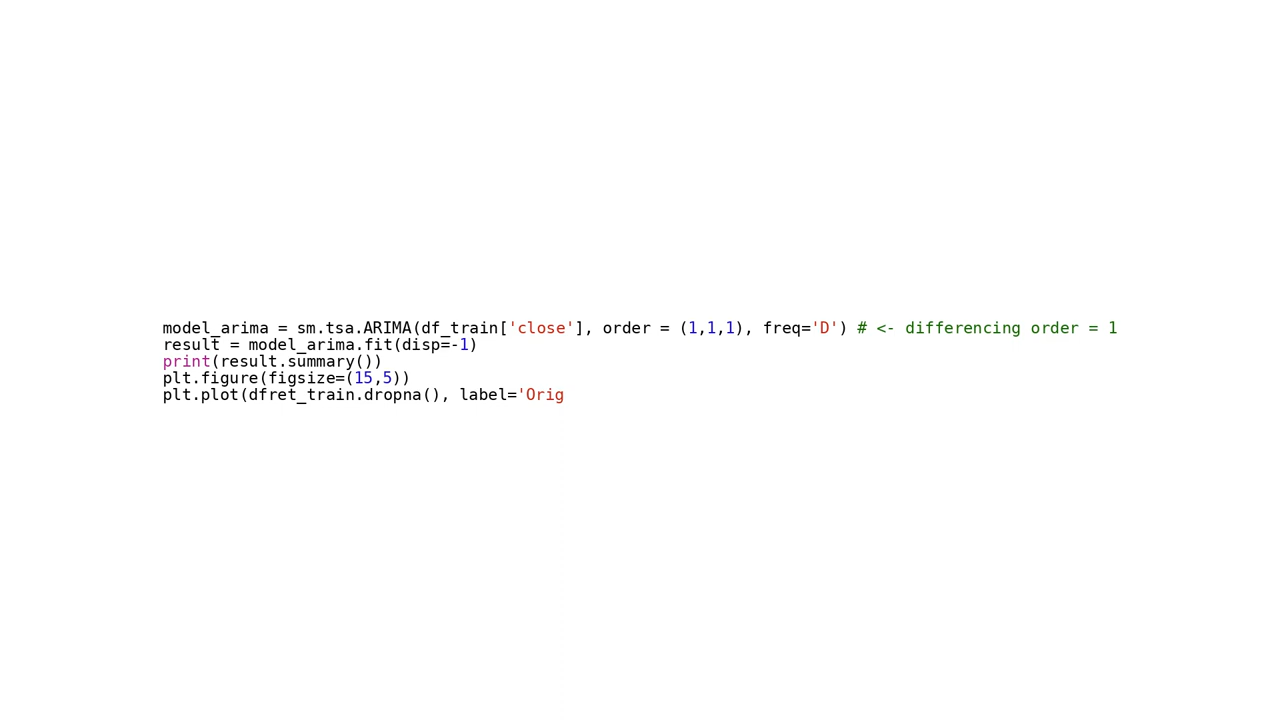 model_arima = sm.tsa.ARIMA(df_train['close'], order = (1,1,1), freq='D') # <- differencing order = 1
result = model_arima.fit(disp=-1)
print(result.summary())
plt.figure(figsize=(15,5))
plt.plot(dfret_train.dropna(), label='Orig